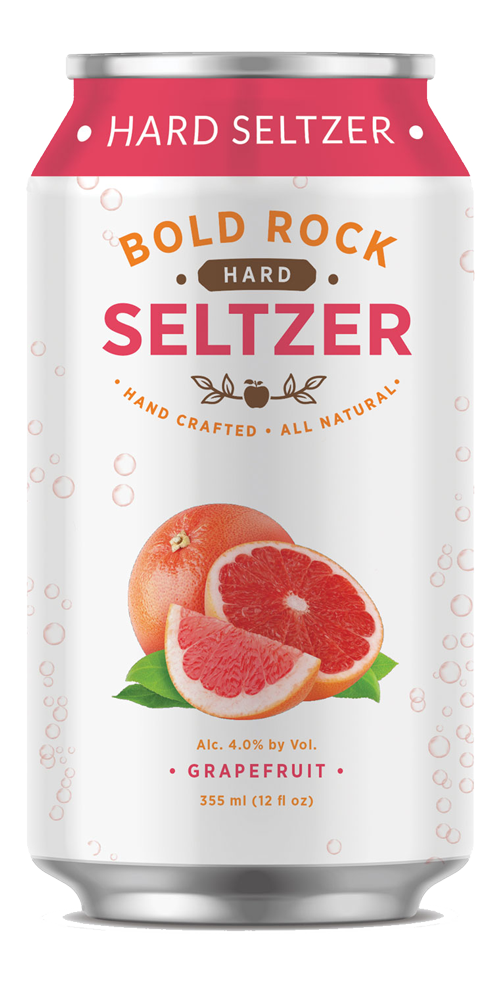 • HARD SELTZER •
BOLD ROCK
• HARD •
SELTZER
• HAND CRAFTED • ALL NATURAL •
Alc. 4.0% by Vol.
• GRAPEFRUIT •
355 ml (12 fl oz)